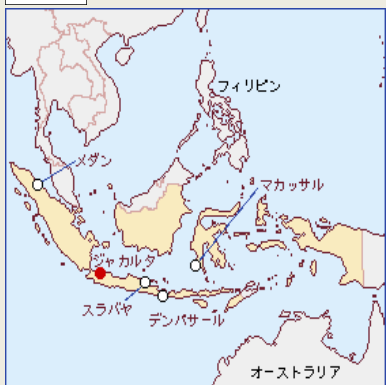 フィリピン
メダン
マカッサル
ジャカルタ
スラバヤ
デンパサール
オーストラリア